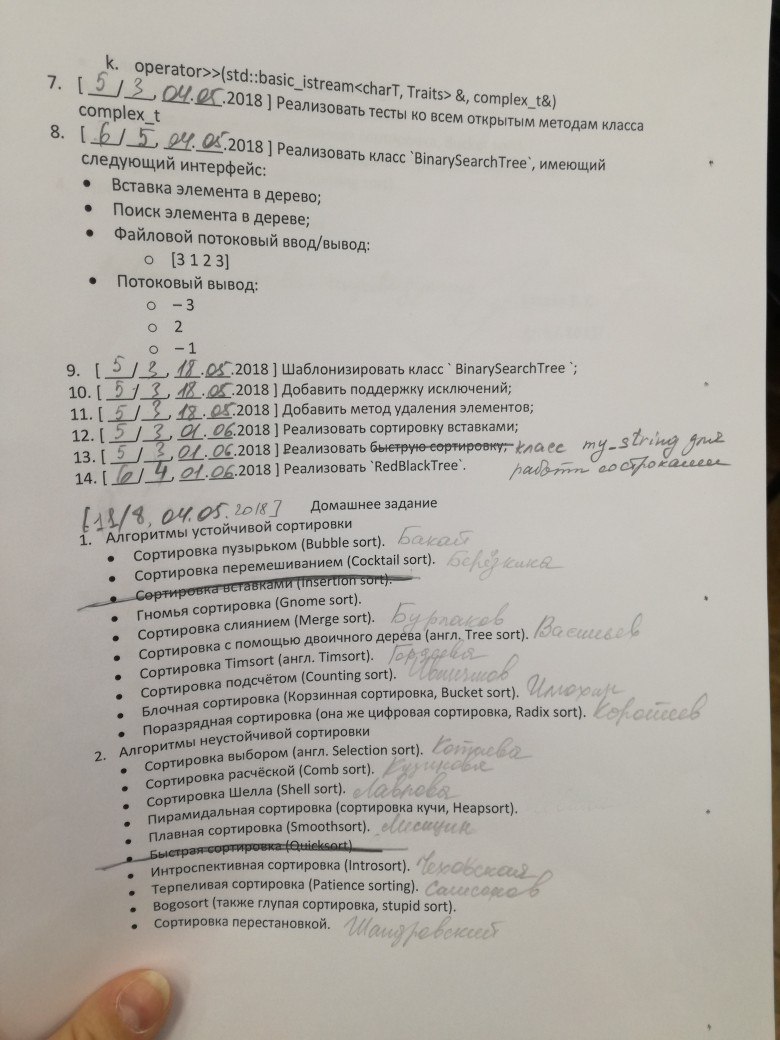 k. operator>>(std::basic_istream<charT, Traits> &, complex_t&)
7. [ 5 / 3, 04.05.2018 ] Реализовать тесты ко всем открытым методам класса
complex_t
8. [ 6 / 5, 04.05.2018 ] Реализовать класс `BinarySearchTree`, имеющий
следующий интерфейс:
• Вставка элемента в дерево;
• Поиск элемента в дереве;
• Файловой потоковый ввод/вывод:
○ [3 1 2 3]
• Потоковый вывод:
○ – 3
○ 2
○ – 1
9. [ 5 / 3, 18.05.2018 ] Шаблонизировать класс ` BinarySearchTree `;
10. [ 5 / 3, 18.05.2018 ] Добавить поддержку исключений;
11. [ 5 / 3, 18.05.2018 ] Добавить метод удаления элементов;
12. [ 5 / 3, 01.06.2018 ] Реализовать сортировку вставками;
13. [ 5 / 3, 01.06.2018 ] Реализовать быструю сортировку; класс my_string для
работы со строками
14. [ 6 / 4, 01.06.2018 ] Реализовать `RedBlackTree`.
[11/8, 04.05.2018] Домашнее задание
1. Алгоритмы устойчивой сортировки
• Сортировка пузырьком (Bubble sort). Бакай
• Сортировка перемешиванием (Cocktail sort). Берёзкина
• Сортировка вставками (Insertion sort).
• Гномья сортировка (Gnome sort).
• Сортировка слиянием (Merge sort). Бурлаков
• Сортировка с помощью двоичного дерева (англ. Tree sort). Васильев
• Сортировка Timsort (англ. Timsort). Гордеева
• Сортировка подсчётом (Counting sort).
• Блочная сортировка (Корзинная сортировка, Bucket sort).
• Поразрядная сортировка (она же цифровая сортировка, Radix sort). Коротеев
2. Алгоритмы неустойчивой сортировки
• Сортировка выбором (англ. Selection sort).
• Сортировка расчёской (Comb sort).
• Сортировка Шелла (Shell sort). Лаврова
• Пирамидальная сортировка (сортировка кучи, Heapsort).
• Плавная сортировка (Smoothsort). Лисицин
• Быстрая сортировка (Quicksort)
• Интроспективная сортировка (Introsort). Чеховская
• Терпеливая сортировка (Patience sorting). Самсонов
• Bogosort (также глупая сортировка, stupid sort).
• Сортировка перестановкой. Шандровский